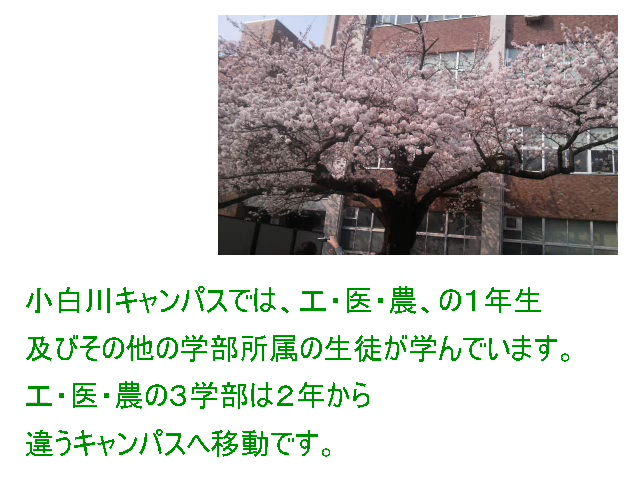 小白川キャンパスでは、工・医・農、の１年生
及びその他の学部所属の生徒が学んでいます。
工・医・農の３学部は２年から
違うキャンパスへ移動です。